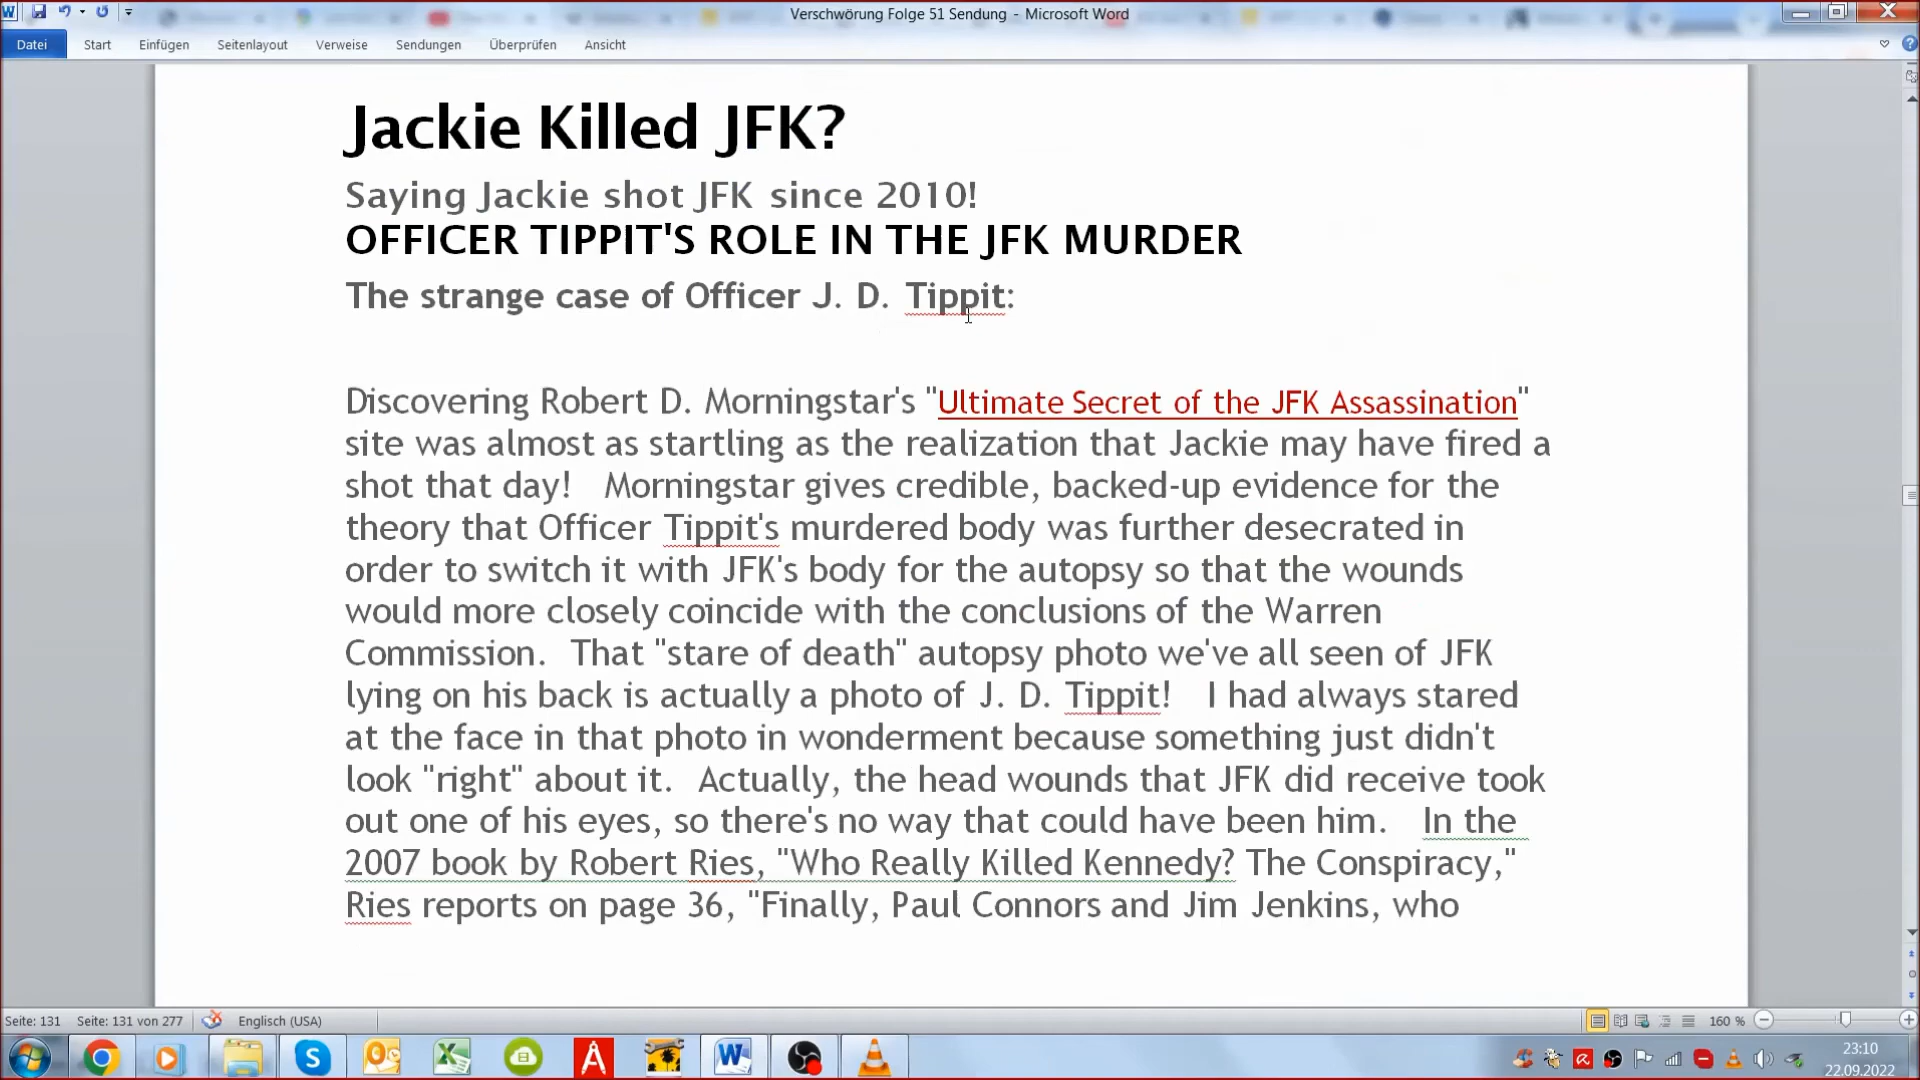 Verschwörung Folge 51 Sendung - Microsoft Word
Datei Start Einfügen Seitenlayout Verweise Sendungen Überprüfen Ansicht
Jackie Killed JFK?
Saying Jackie shot JFK since 2010!
OFFICER TIPPIT'S ROLE IN THE JFK MURDER
The strange case of Officer J. D. Tippit:
Discovering Robert D. Morningstar's "Ultimate Secret of the JFK Assassination"
site was almost as startling as the realization that Jackie may have fired a
shot that day! Morningstar gives credible, backed-up evidence for the
theory that Officer Tippit's murdered body was further desecrated in
order to switch it with JFK's body for the autopsy so that the wounds
would more closely coincide with the conclusions of the Warren
Commission. That "stare of death" autopsy photo we've all seen of JFK
lying on his back is actually a photo of J. D. Tippit! I had always stared
at the face in that photo in wonderment because something just didn't
look "right" about it. Actually, the head wounds that JFK did receive took
out one of his eyes, so there's no way that could have been him. In the
2007 book by Robert Ries, "Who Really Killed Kennedy? The Conspiracy,"
Ries reports on page 36, "Finally, Paul Connors and Jim Jenkins, who
Seite: 131 Seite: 131 von 277 Englisch (USA) 160 %
23:10
22.09.2022